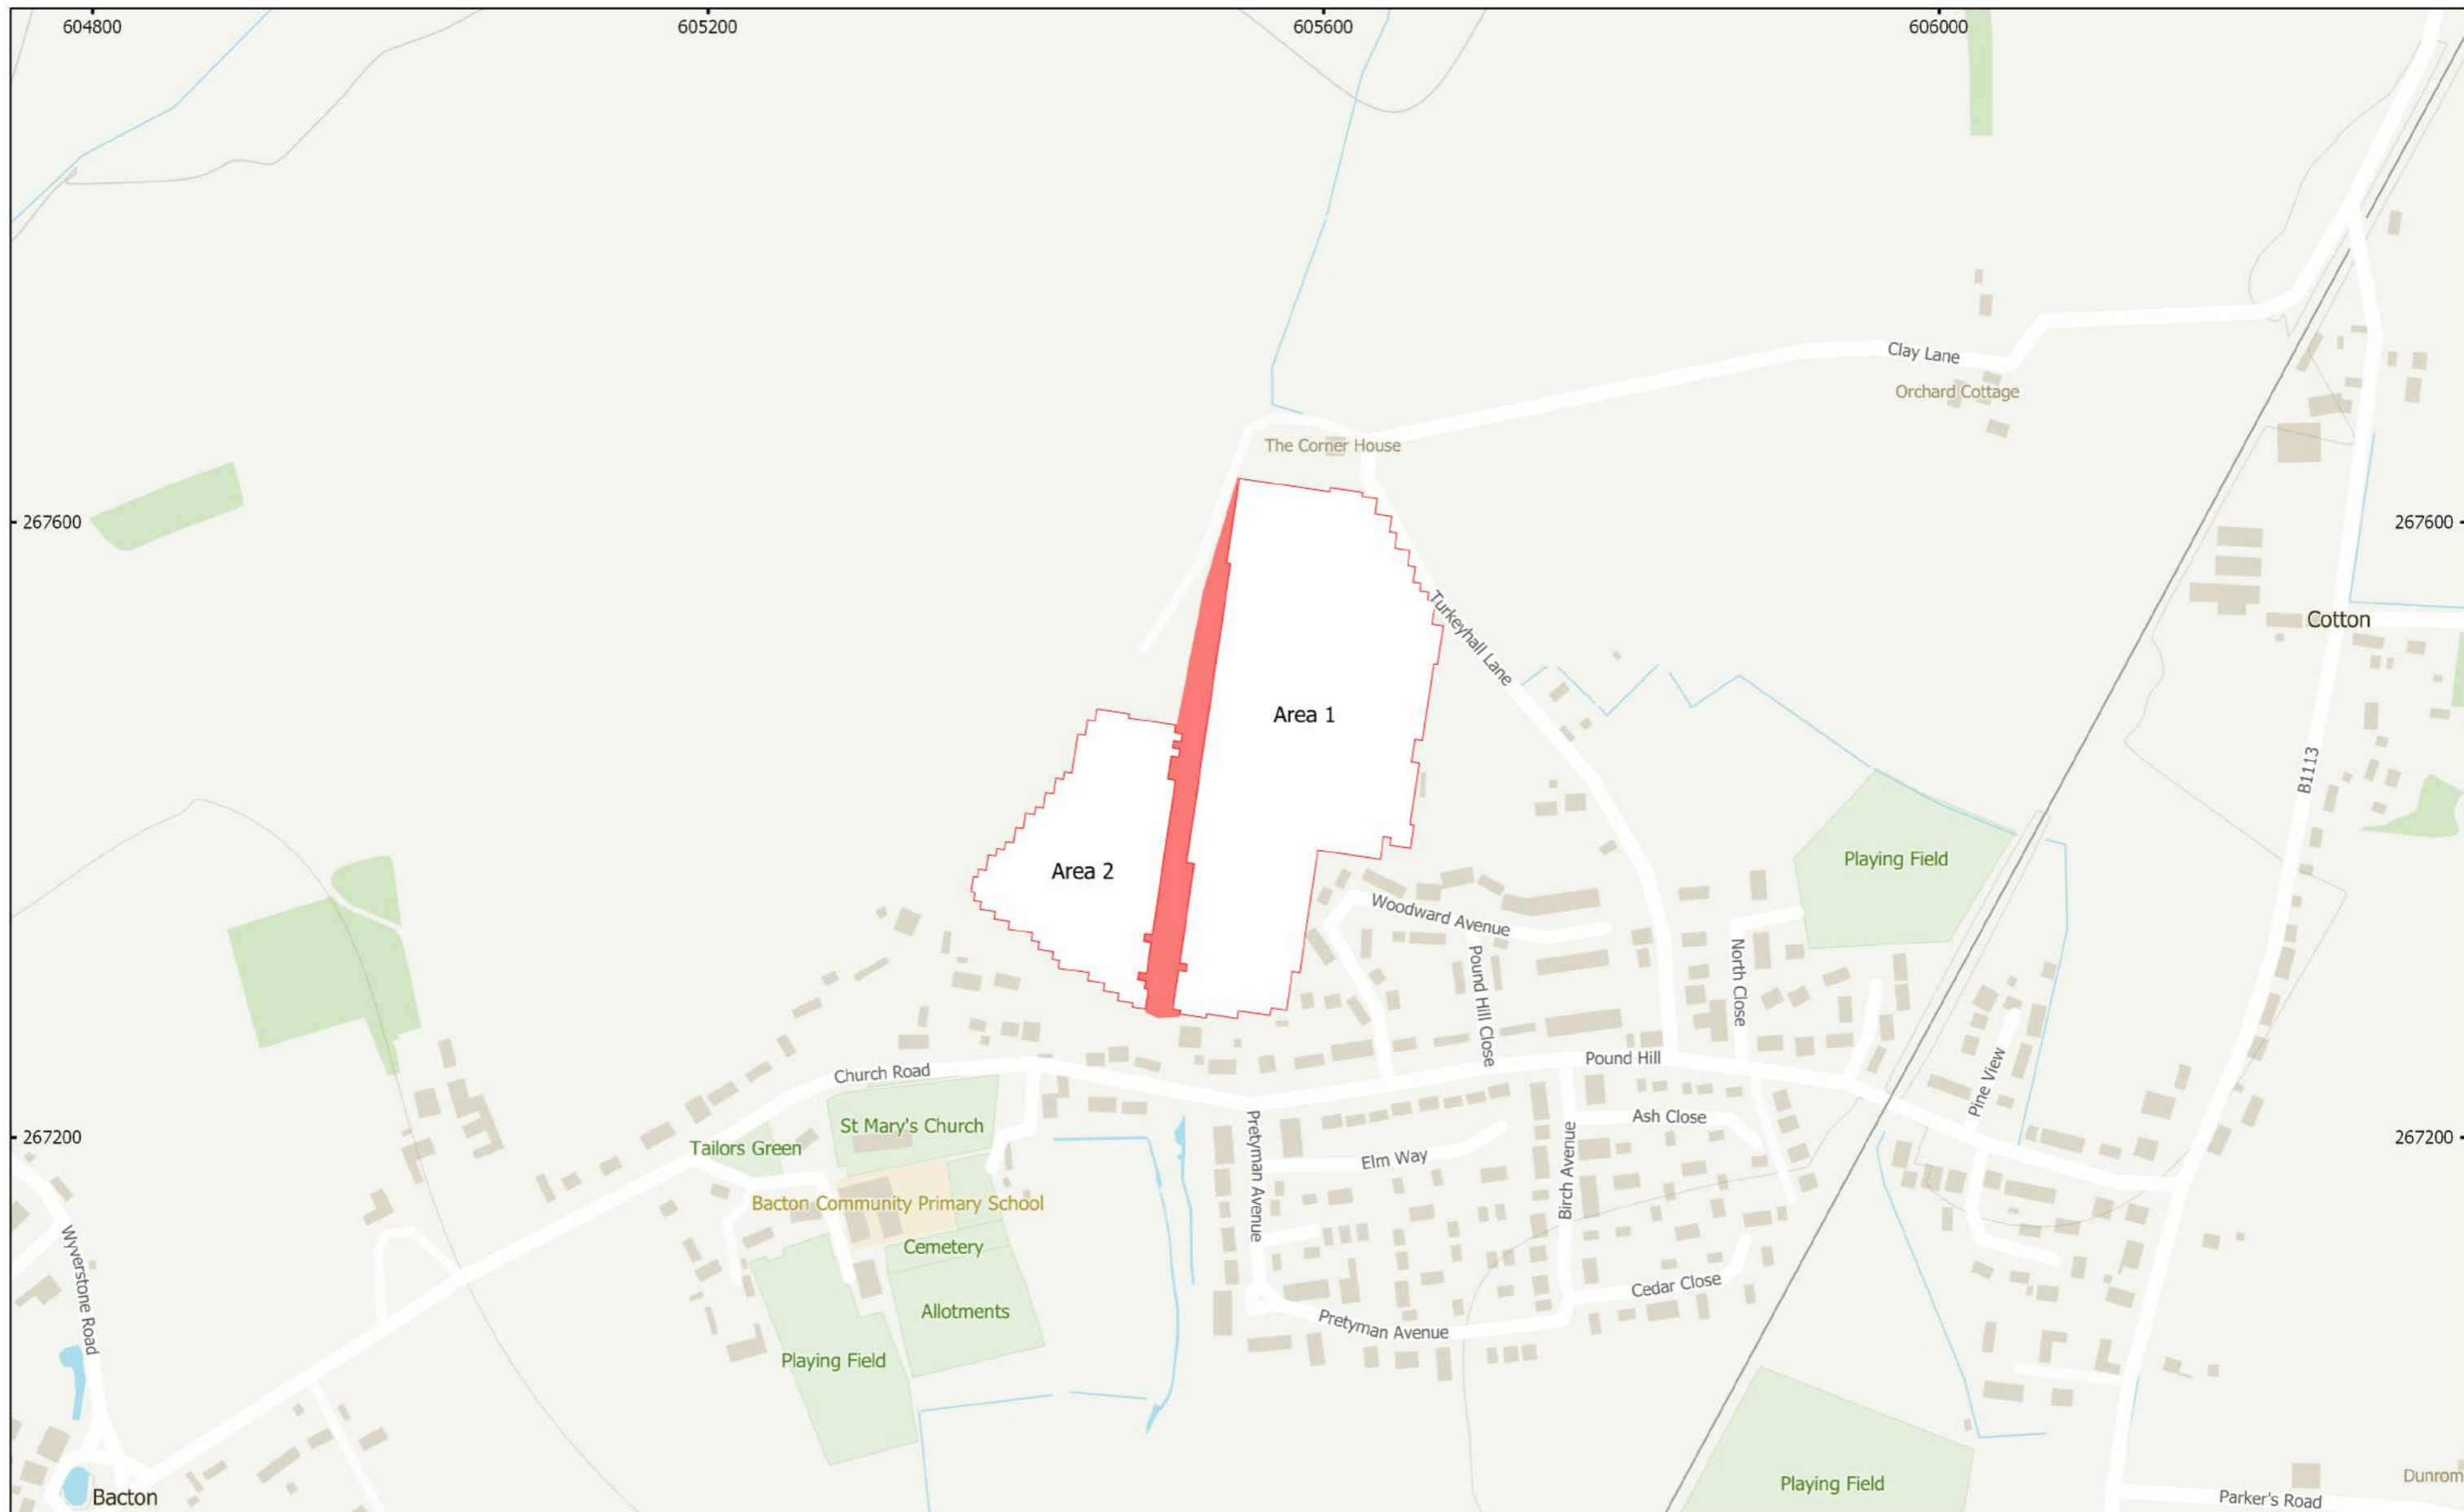 604800
605200
605600
606000
Clay Lane
Orchard Cottage
The Corner House
267600
267600
Turkeyhall Lane
Cotton
Area 1
B1113
Area 2
Playing Field
Woodward Avenue
Pound Hill Close
North Close
Pound Hill
Church Road
Pine View
Ash Close
St Mary's Church
267200
Tailors Green
Pretyman Avenue
Elm Way
Birch Avenue
267200
Bacton Community Primary School
Cemetery
Wyverstone Road
Cedar Close
Allotments
Pretyman Avenue
Playing Field
Playing Field
Dunrom
Bacton
Parker's Road